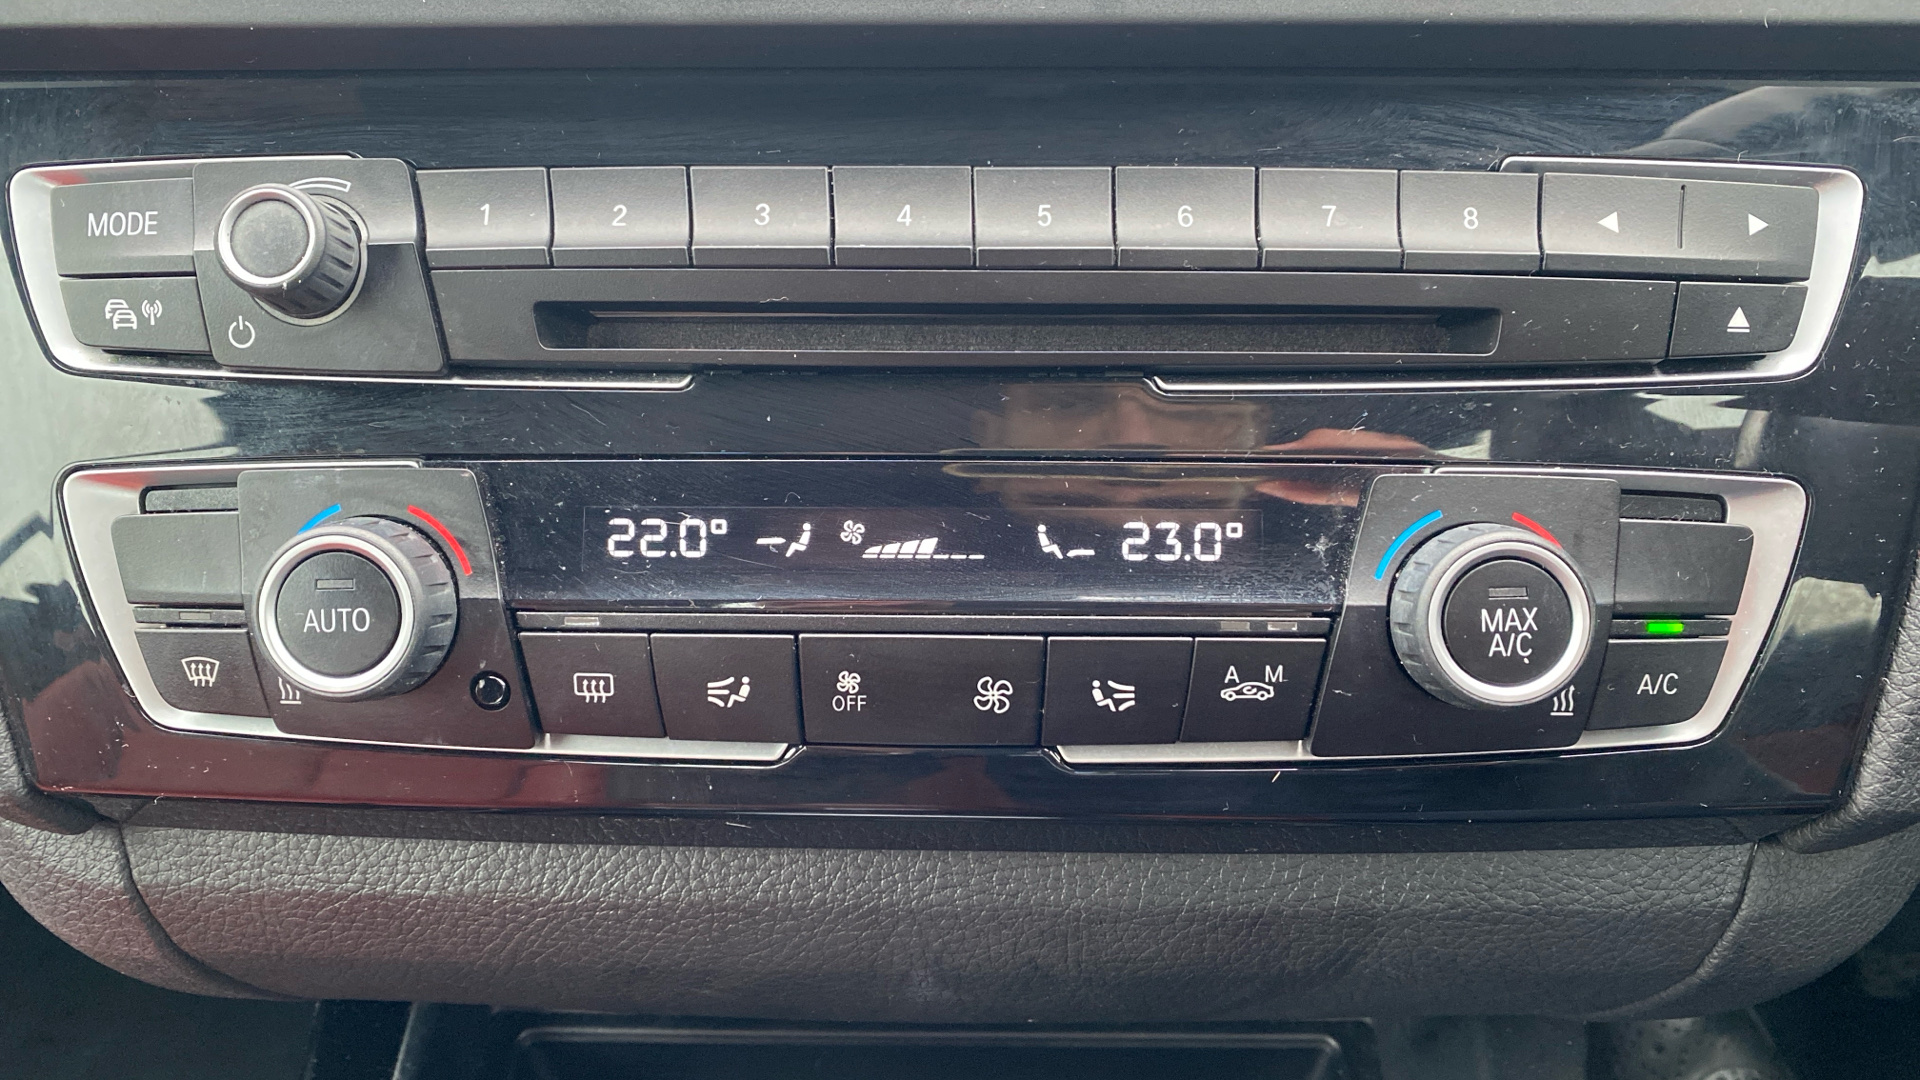 MODE 1 2 3 4 5 6 7 8
22.0° 23.0°
AUTO
MAX
A/C
OFF
A M
A/C